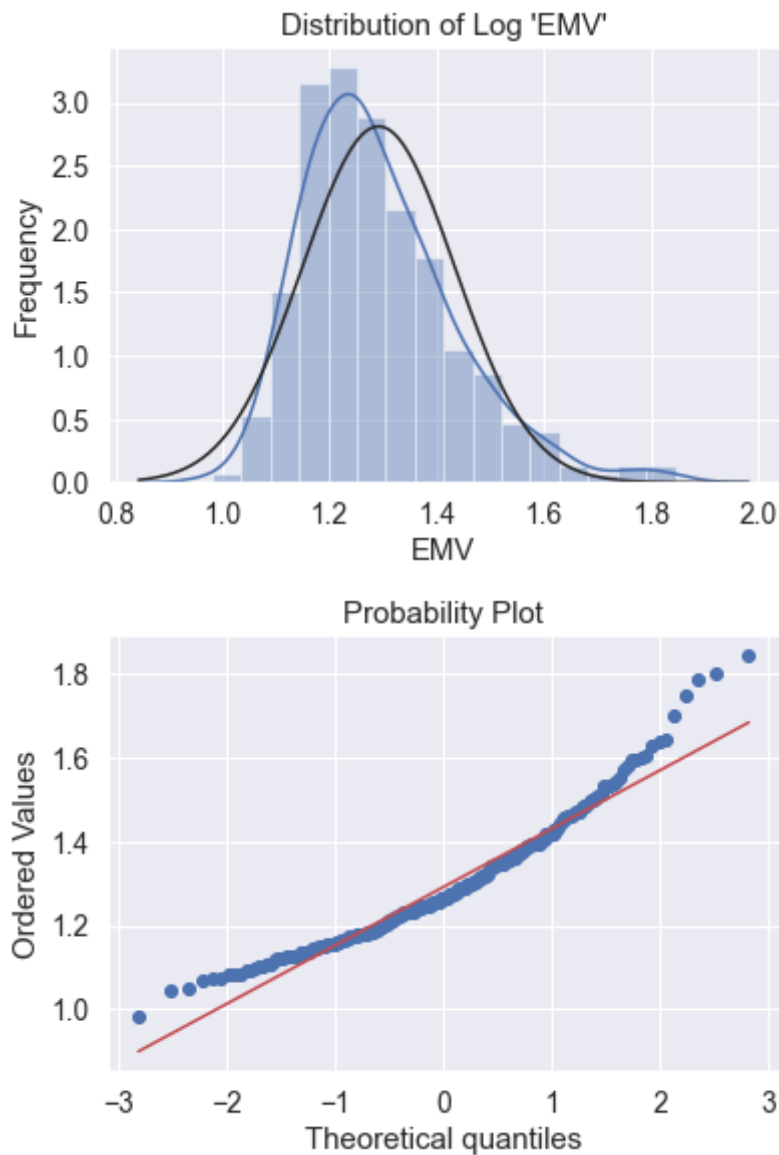 Distribution of Log 'EMV'
3.0
2.5
2.0
1.5
1.0
0.5
0.0
Frequency
0.8 1.0 1.2 1.4 1.6 1.8 2.0
EMV
Probability Plot
1.8
1.6
1.4
1.2
1.0
Ordered Values
−3 −2 −1 0 1 2 3
Theoretical quantiles